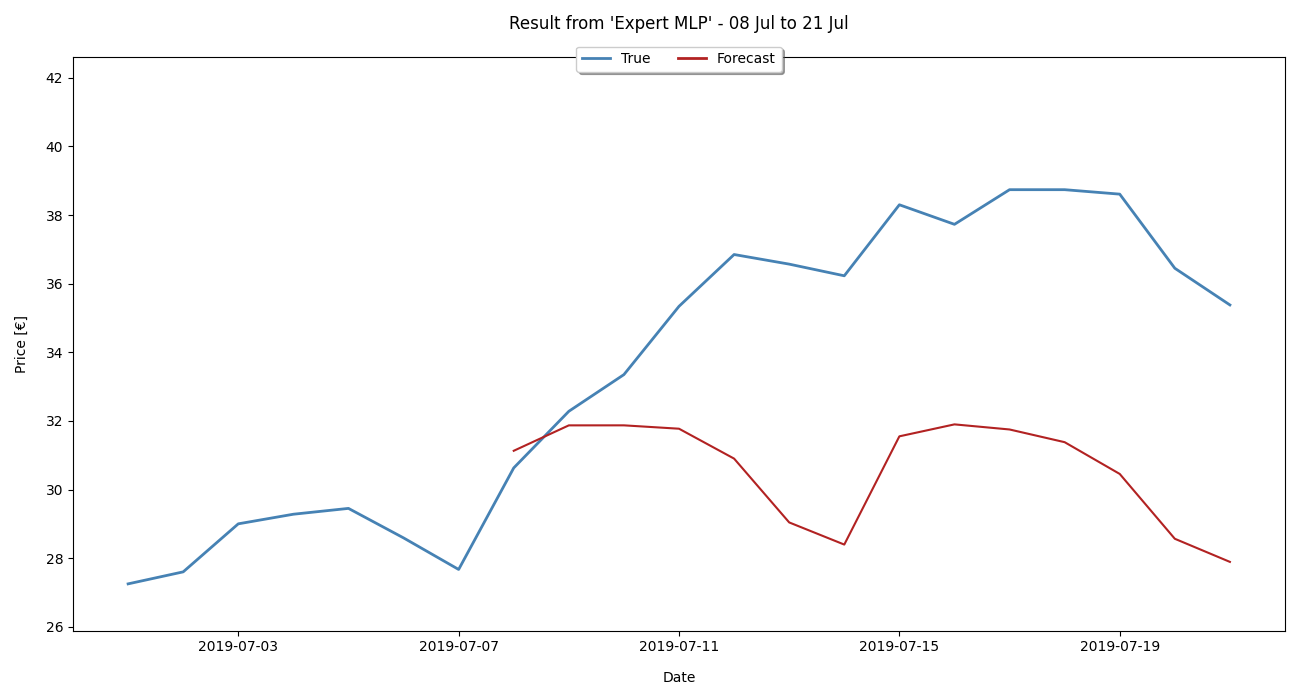 Result from 'Expert MLP' - 08 Jul to 21 Jul
True Forecast
42
40
38
36
34
32
30
28
26
Price [€]
2019-07-03 2019-07-07 2019-07-11 2019-07-15 2019-07-19
Date